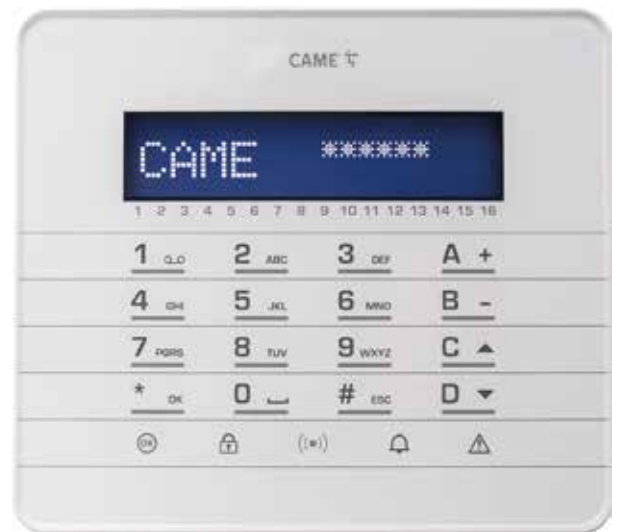 CAME
CAME ******
1 2 3 4 5 6 7 8 9 10 11 12 13 14 15 16
1 2 ABC 3 DEF A +
4 GHI 5 JKL 6 MNO B -
7 PQRS 8 TUV 9 WXYZ C ▲
* OK 0 # ESC D ▼
OK